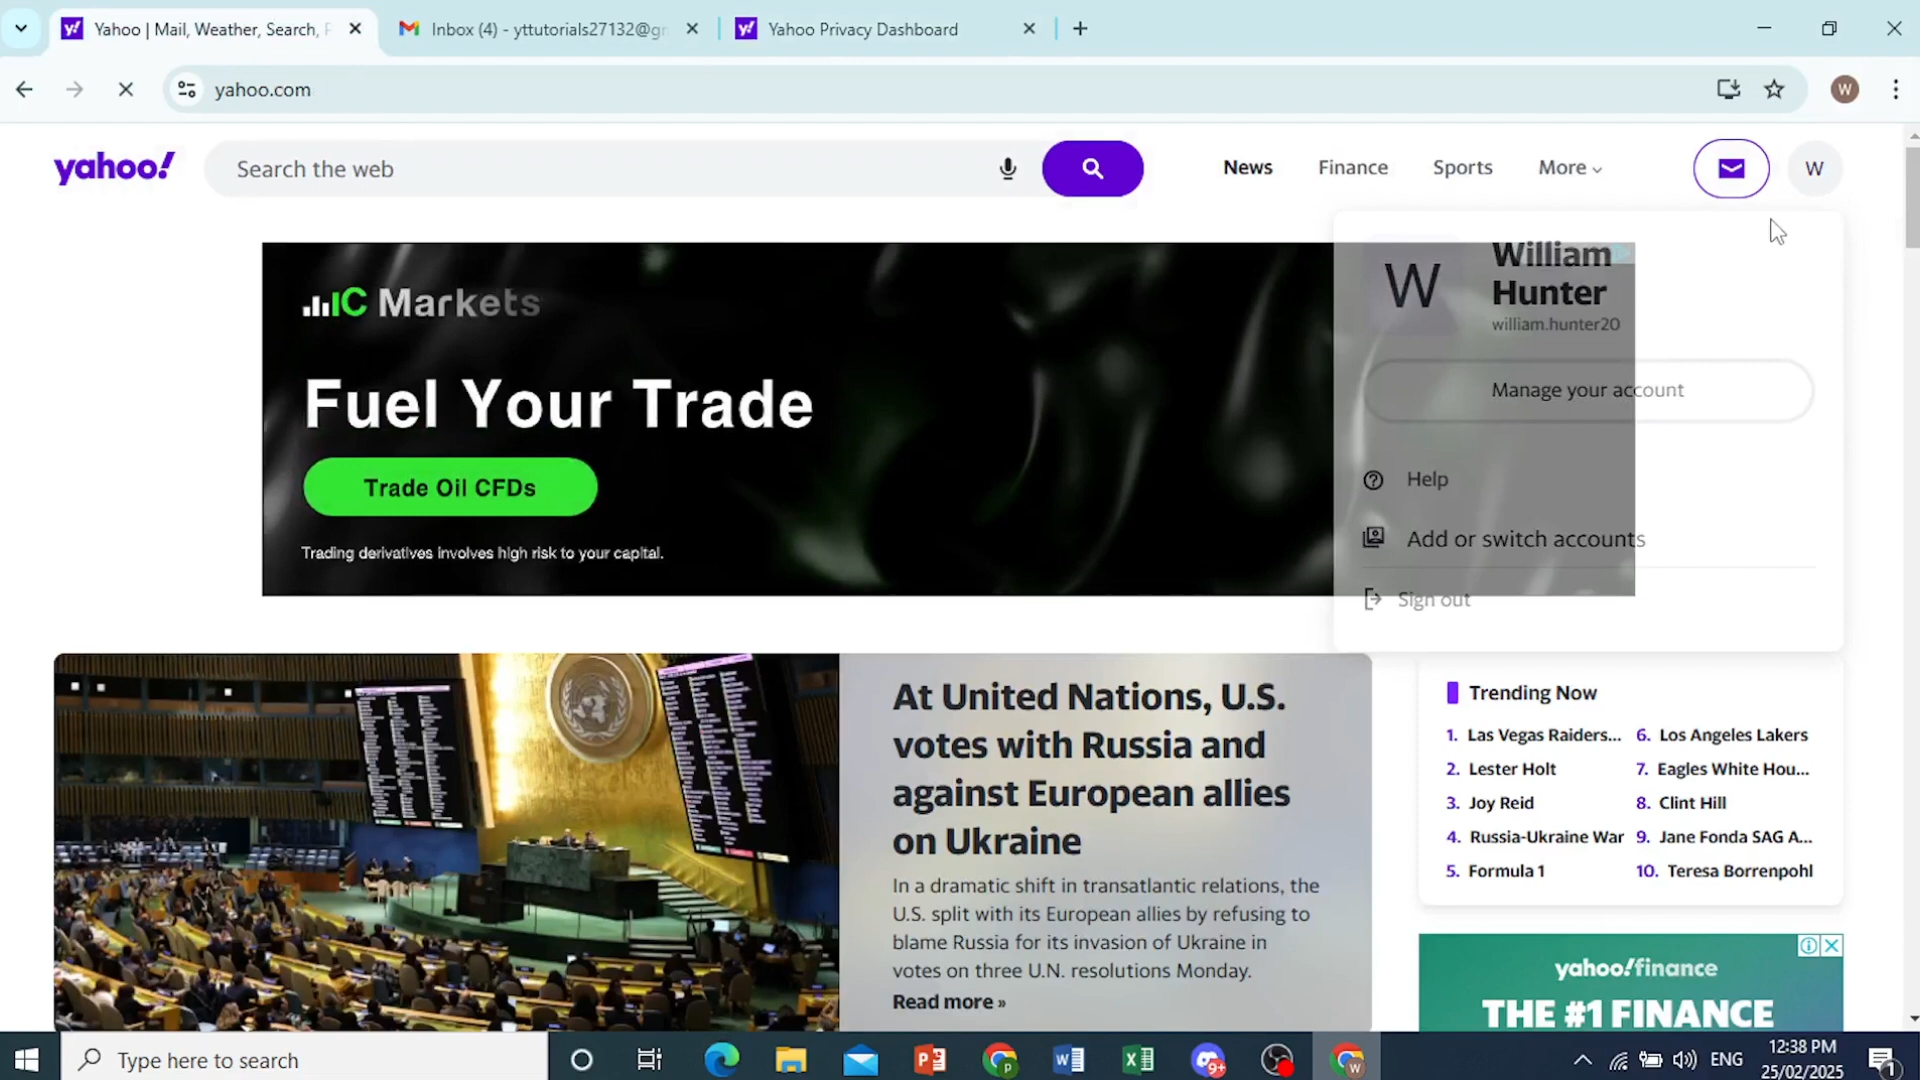 Yahoo | Mail, Weather, Search,
Inbox (4) - yttutorials27132@gr
Yahoo Privacy Dashboard
yahoo.com
W
yahoo!
Search the web
News
Finance
Sports
More
W
IC Markets
Fuel Your Trade
Trade Oil CFDs
Trading derivatives involves high risk to your capital.
W
William
Hunter
william.hunter20
Manage your account
Help
Add or switch accounts
Sign out
At United Nations, U.S.
votes with Russia and
against European allies
on Ukraine
In a dramatic shift in transatlantic relations, the
U.S. split with its European allies by refusing to
blame Russia for its invasion of Ukraine in
votes on three U.N. resolutions Monday.
Read more »
Trending Now
1. Las Vegas Raiders...
2. Lester Holt
3. Joy Reid
4. Russia-Ukraine War
5. Formula 1
6. Los Angeles Lakers
7. Eagles White Hou...
8. Clint Hill
9. Jane Fonda SAG A...
10. Teresa Borrenpohl
yahoo!finance
THE #1 FINANCE
Type here to search
9+
ENG
12:38 PM
25/02/2025
1